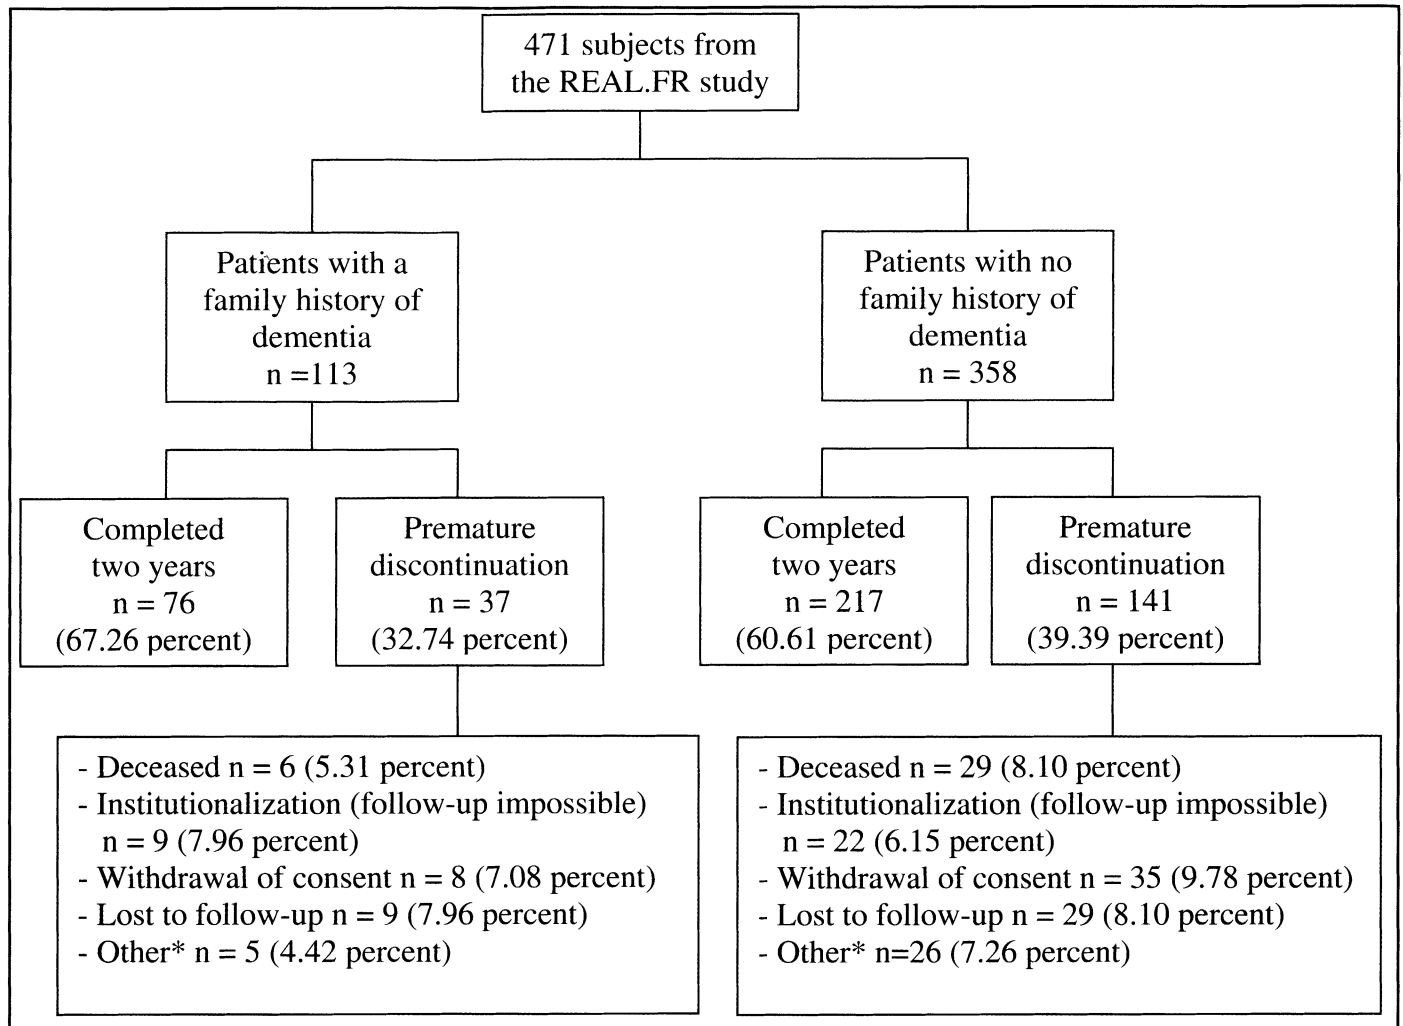 471 subjects from
the REAL.FR study
Patients with a
family history of
dementia
n =113
Patients with no
family history of
dementia
n = 358
Completed
two years
n = 76
(67.26 percent)
Premature
discontinuation
n = 37
(32.74 percent)
Completed
two years
n = 217
(60.61 percent)
Premature
discontinuation
n = 141
(39.39 percent)
- Deceased n = 6 (5.31 percent)
- Institutionalization (follow-up impossible)
n = 9 (7.96 percent)
- Withdrawal of consent n = 8 (7.08 percent)
- Lost to follow-up n = 9 (7.96 percent)
- Other* n = 5 (4.42 percent)
- Deceased n = 29 (8.10 percent)
- Institutionalization (follow-up impossible)
n = 22 (6.15 percent)
- Withdrawal of consent n = 35 (9.78 percent)
- Lost to follow-up n = 29 (8.10 percent)
- Other* n=26 (7.26 percent)